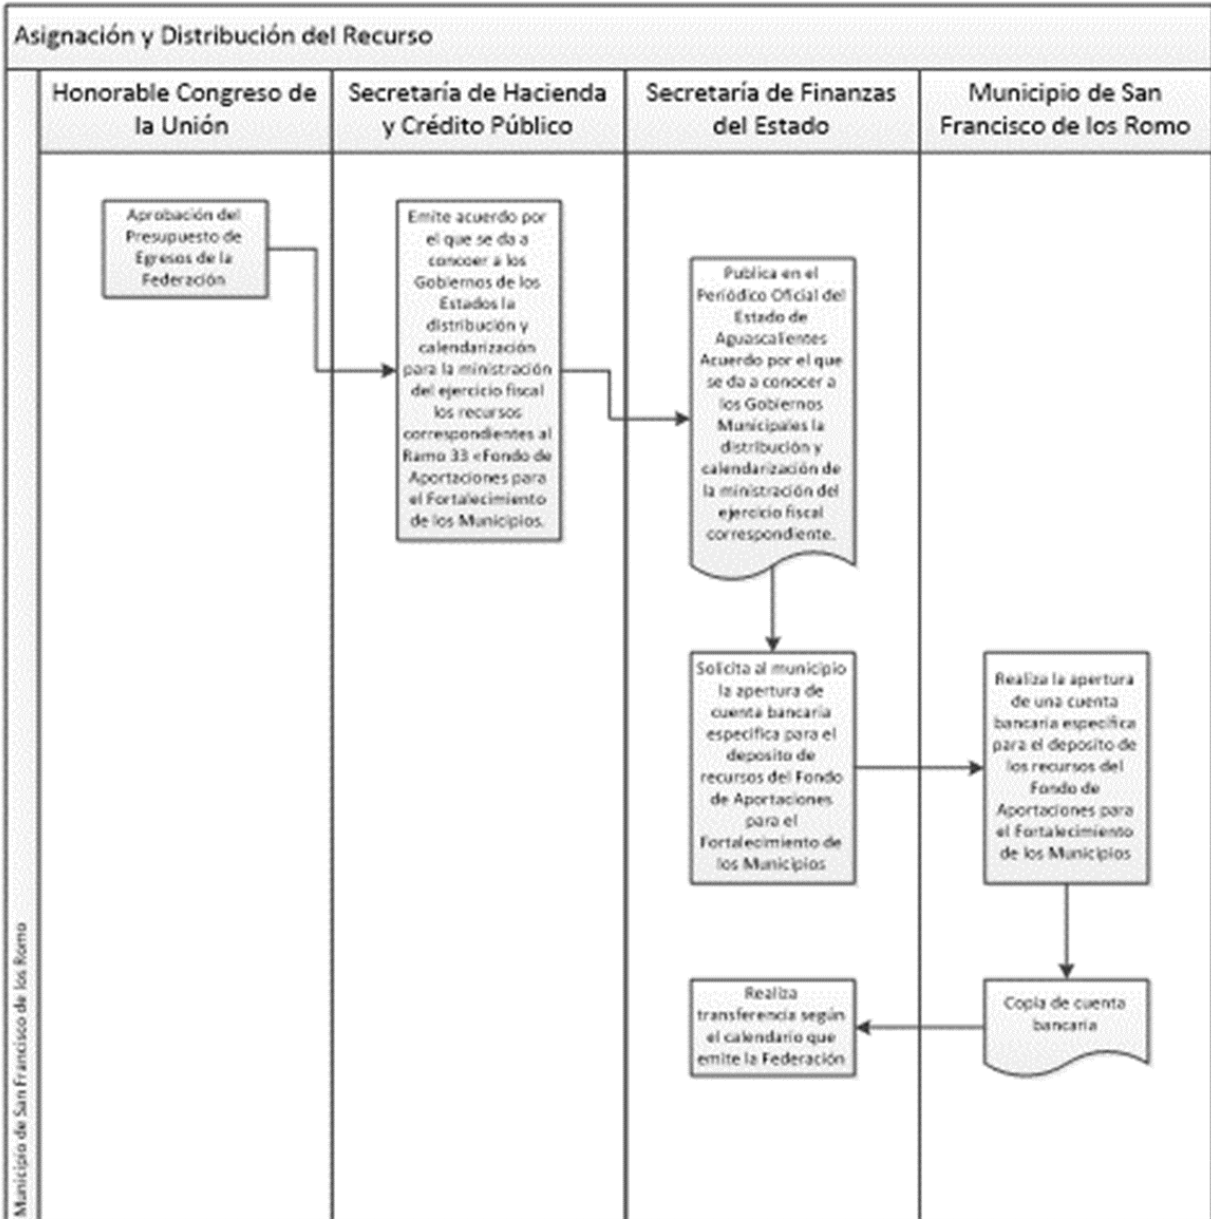 Asignación y Distribución del Recurso
Honorable Congreso de
la Unión
Secretaría de Hacienda
y Crédito Público
Secretaría de Finanzas
del Estado
Municipio de San
Francisco de los Romo
Aprobación del
Presupuesto de
Egresos de la
Federación
Emite acuerdo por
el que se da a
concoer a los
Gobiernos de los
Estados la
distribución y
calendarización
para la ministración
del ejercicio fiscal
los recursos
correspondientes al
Ramo 33 «Fondo de
Aportaciones para
el Fortalecimiento
de los Municipios.
Publica en el
Periódico Oficial del
Estado de
Aguascalientes
Acuerdo por el que
se da a conocer a
los Gobiernos
Municipales la
distribución y
calendarización de
la ministración del
ejercicio fiscal
correspondiente.
Solicita al municipio
la apertura de
cuenta bancaria
especifica para el
deposito de
recursos del Fondo
de Aportaciones
para el
Fortalecimiento de
los Municipios
Realiza la apertura
de una cuenta
bancaria especifica
para el deposito de
los recursos del
Fondo de
Aportaciones para
el Fortalecimiento
de los Municipios
Copia de cuenta
bancaria
Realiza
transferencia según
el calendario que
emite la Federación
Municipio de San Francisco de los Romo